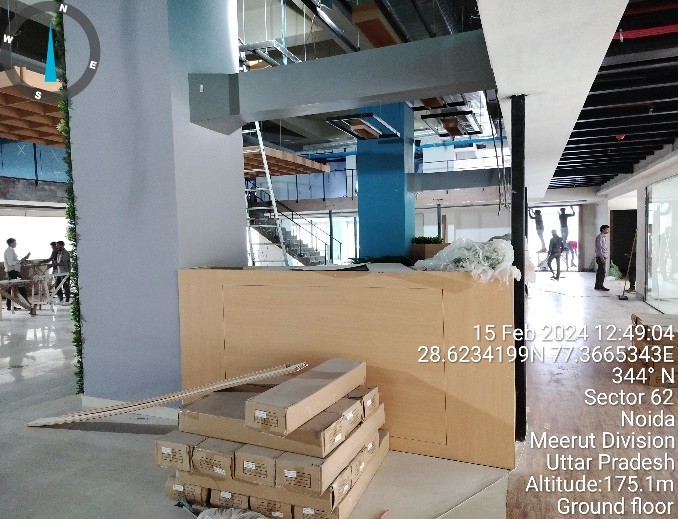 N
W
E
S
15 Feb 2024 12:49:04
28.6234199N 77.3665343E
344° N
Sector 62
Noida
Meerut Division
Uttar Pradesh
Altitude:175.1m
Ground floor